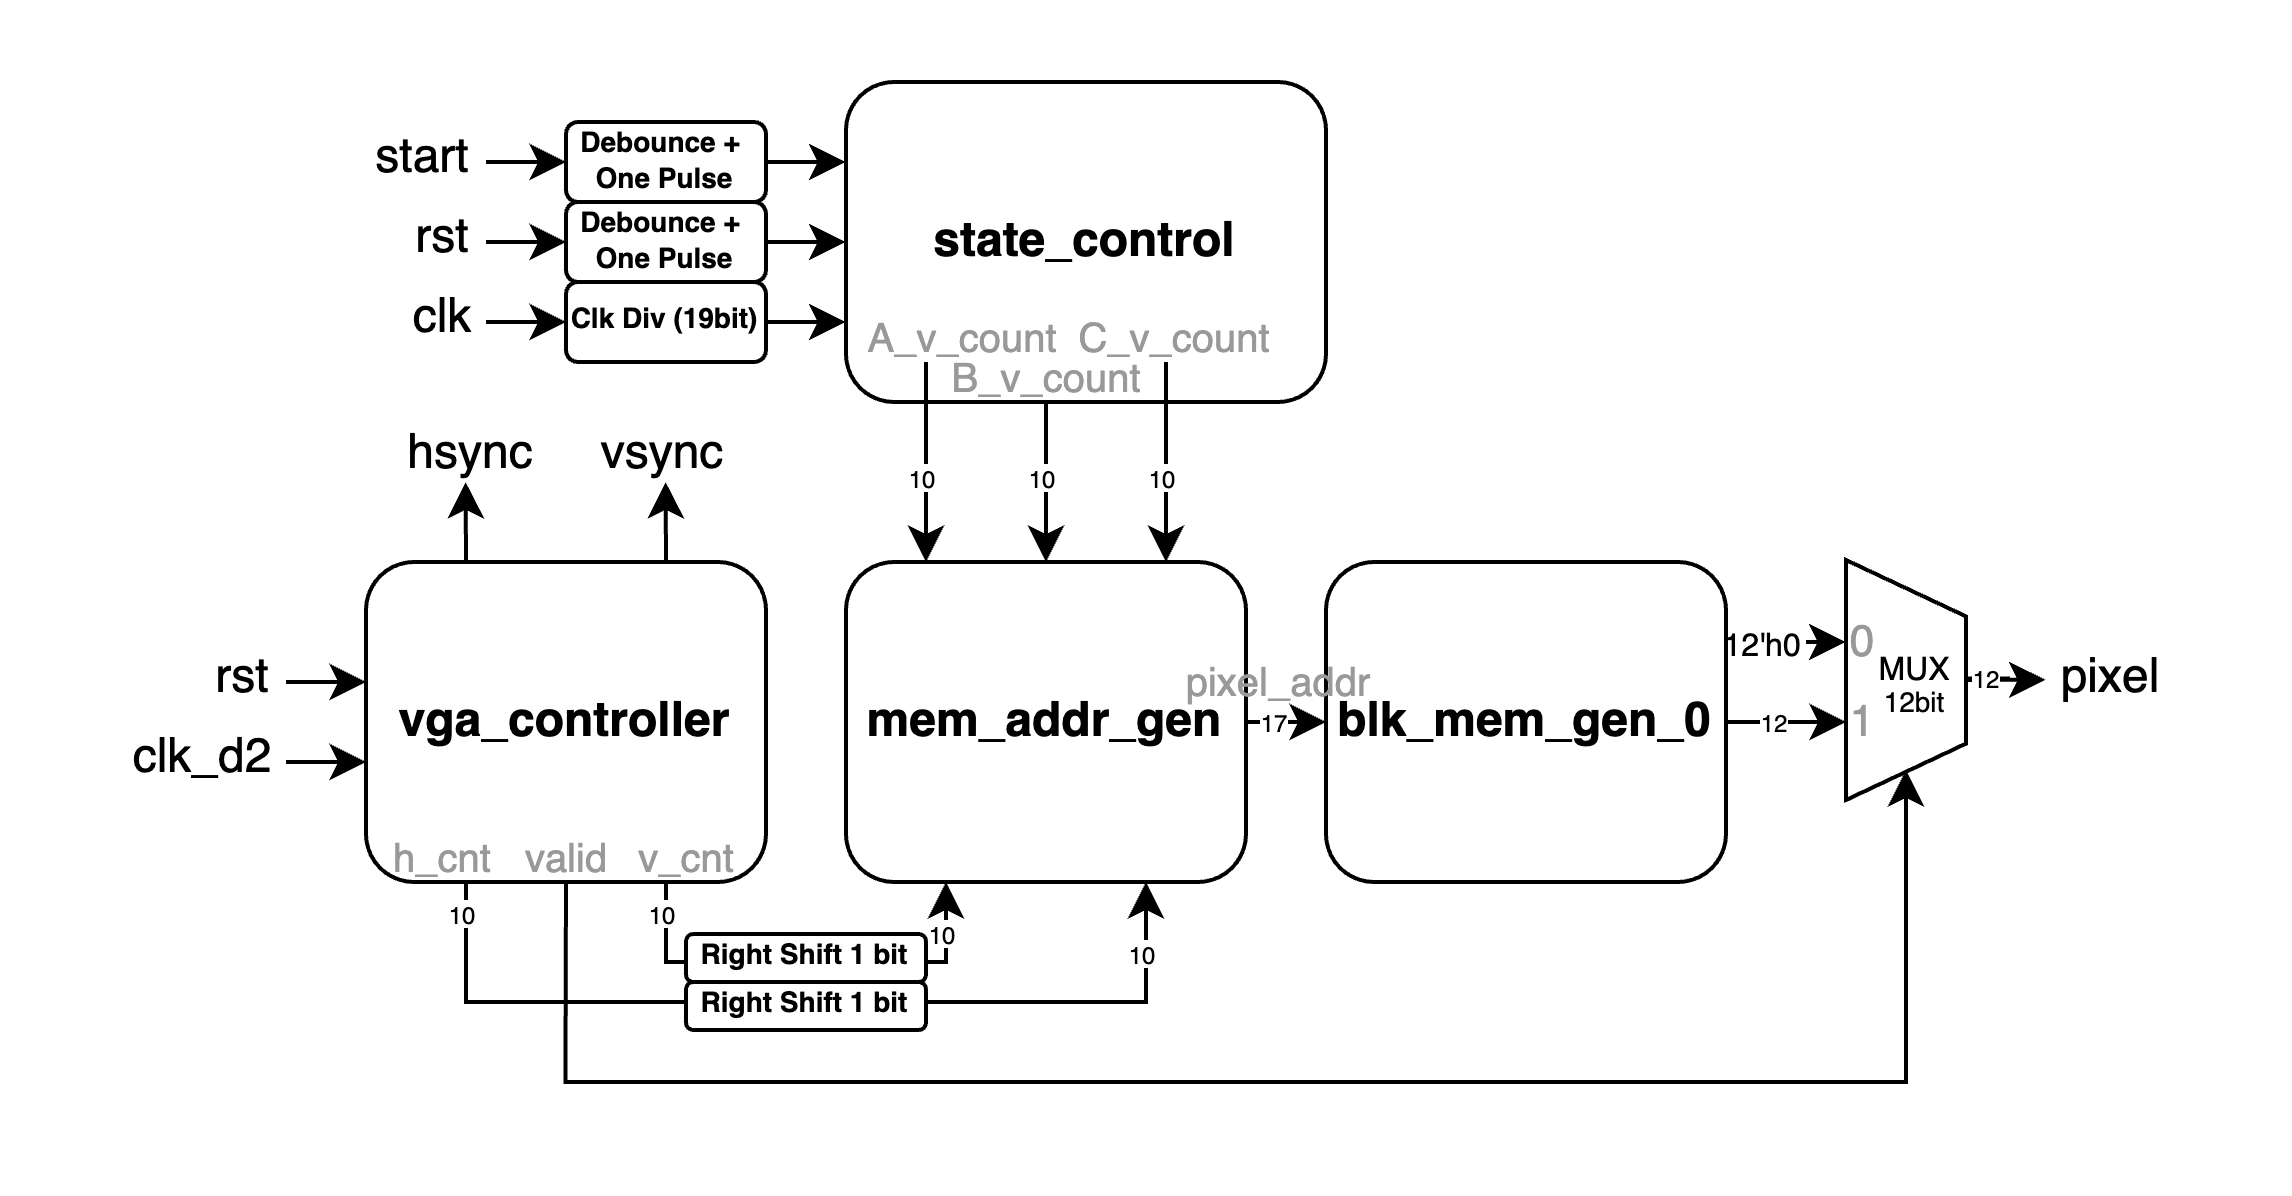 start
Debounce +
One Pulse
rst
Debounce +
One Pulse
clk
Clk Div (19bit)
state_control
A_v_count C_v_count
B_v_count
10 10 10
hsync vsync
rst
clk_d2
vga_controller
h_cnt valid v_cnt
10 10
Right Shift 1 bit
Right Shift 1 bit
10 10
mem_addr_gen
pixel_addr
17
blk_mem_gen_0
12'h0
12
0
1
MUX
12bit
12
pixel